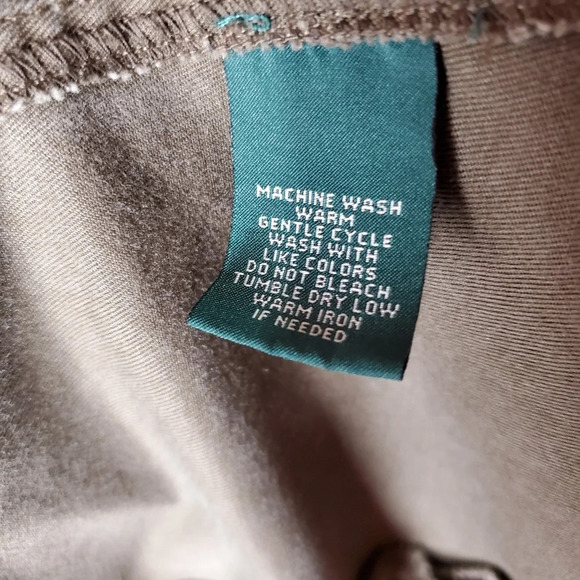 MACHINE WASH
WARM
GENTLE CYCLE
WASH WITH
LIKE COLORS
DO NOT BLEACH
TUMBLE DRY LOW
WARM IRON
IF NEEDED